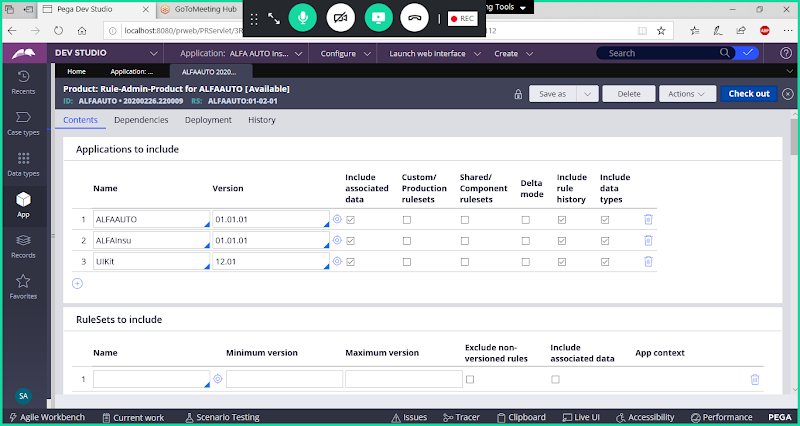 Pega Dev Studio
GoToMeeting Hub
REC
ng Tools
localhost:8080/prweb/PRServlet/3R
112
ABP
DEV STUDIO
Application: ALFA AUTO Ins...
Configure
Launch web interface
Create
Search
Recents
Case types
Data types
App
Records
Favorites
SA
Home
Application: ...
ALFAAUTO 2020...
Product: Rule-Admin-Product for ALFAAUTO [Available]
ID: ALFAAUTO • 20200226.220009 RS: ALFAAUTO:01-02-01
Save as
Delete
Actions
Check out
Contents
Dependencies
Deployment
History
Applications to include
Name
Version
Include associated data
Custom/ Production rulesets
Shared/ Component rulesets
Delta mode
Include rule history
Include data types
1 ALFAAUTO 01.01.01
2 ALFAInsu 01.01.01
3 UIKit 12.01
RuleSets to include
Name
Minimum version
Maximum version
Exclude non-versioned rules
Include associated data
App context
1
Agile Workbench
Current work
Scenario Testing
Issues
Tracer
Clipboard
Live UI
Accessibility
Performance
PEGA